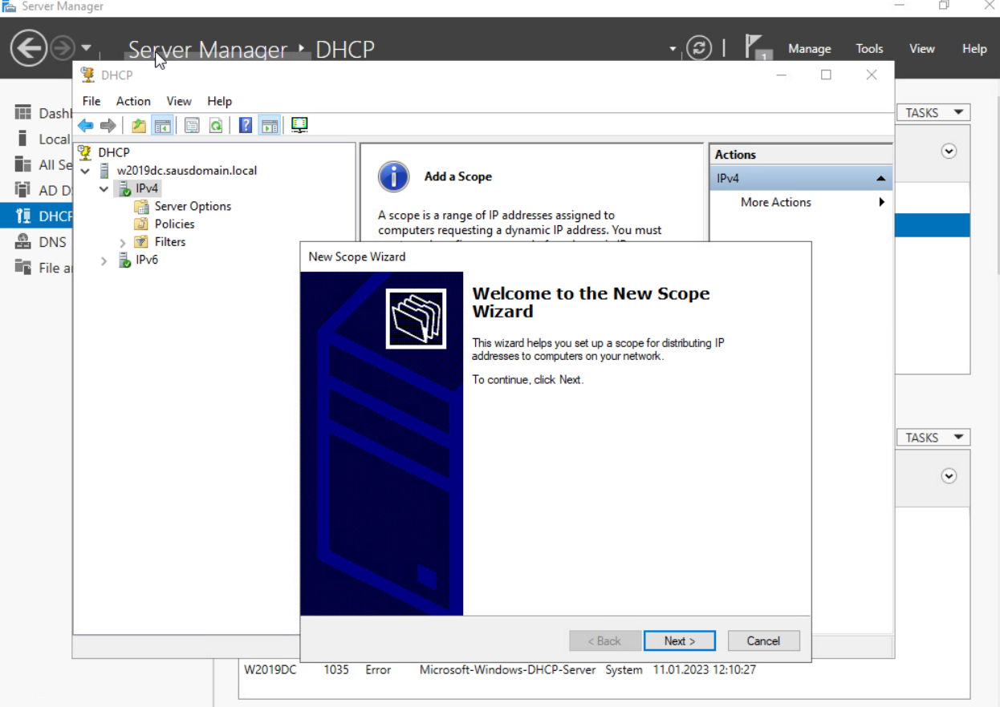 Server Manager
Server Manager DHCP
1
Manage Tools View Help
DHCP
File Action View Help
Dashl
Local
All Se
AD D
DHCP
DNS
File a
DHCP
w2019dc.sausdomain.local
IPv4
Server Options
Policies
Filters
IPv6
Add a Scope
A scope is a range of IP addresses assigned to
computers requesting a dynamic IP address. You must
Actions
IPv4
More Actions
TASKS
New Scope Wizard
Welcome to the New Scope
Wizard
This wizard helps you set up a scope for distributing IP
addresses to computers on your network.
To continue, click Next.
< Back Next > Cancel
TASKS
W2019DC 1035 Error Microsoft-Windows-DHCP-Server System 11.01.2023 12:10:27